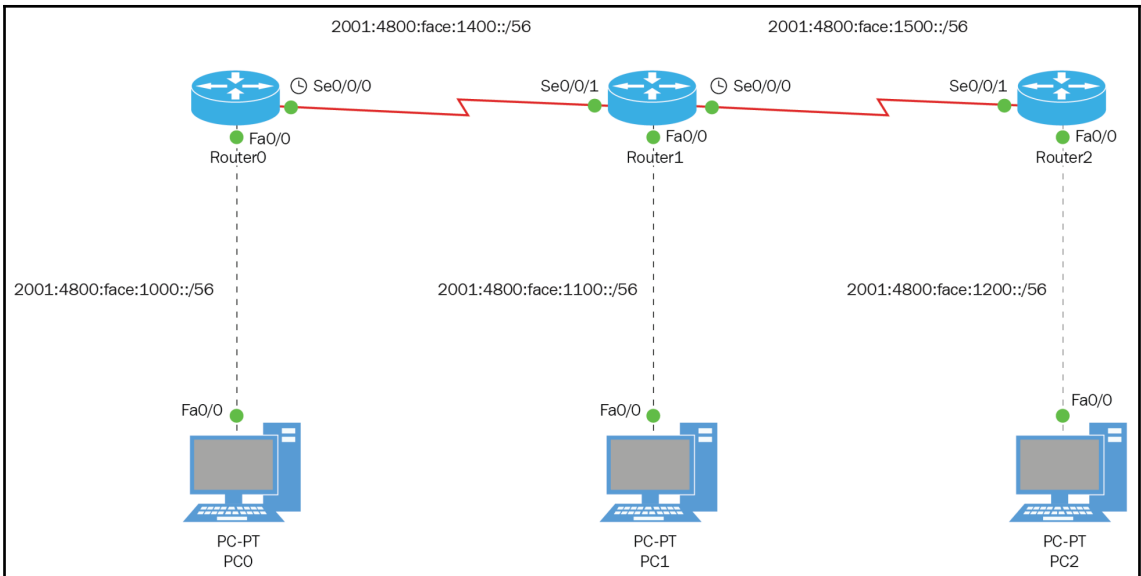 2001:4800:face:1400::/56
2001:4800:face:1500::/56
Se0/0/0
Se0/0/1
Se0/0/0
Se0/0/1
Fa0/0
Fa0/0
Fa0/0
Router0
Router1
Router2
2001:4800:face:1000::/56
2001:4800:face:1100::/56
2001:4800:face:1200::/56
Fa0/0
Fa0/0
Fa0/0
PC-PT
PC0
PC-PT
PC1
PC-PT
PC2